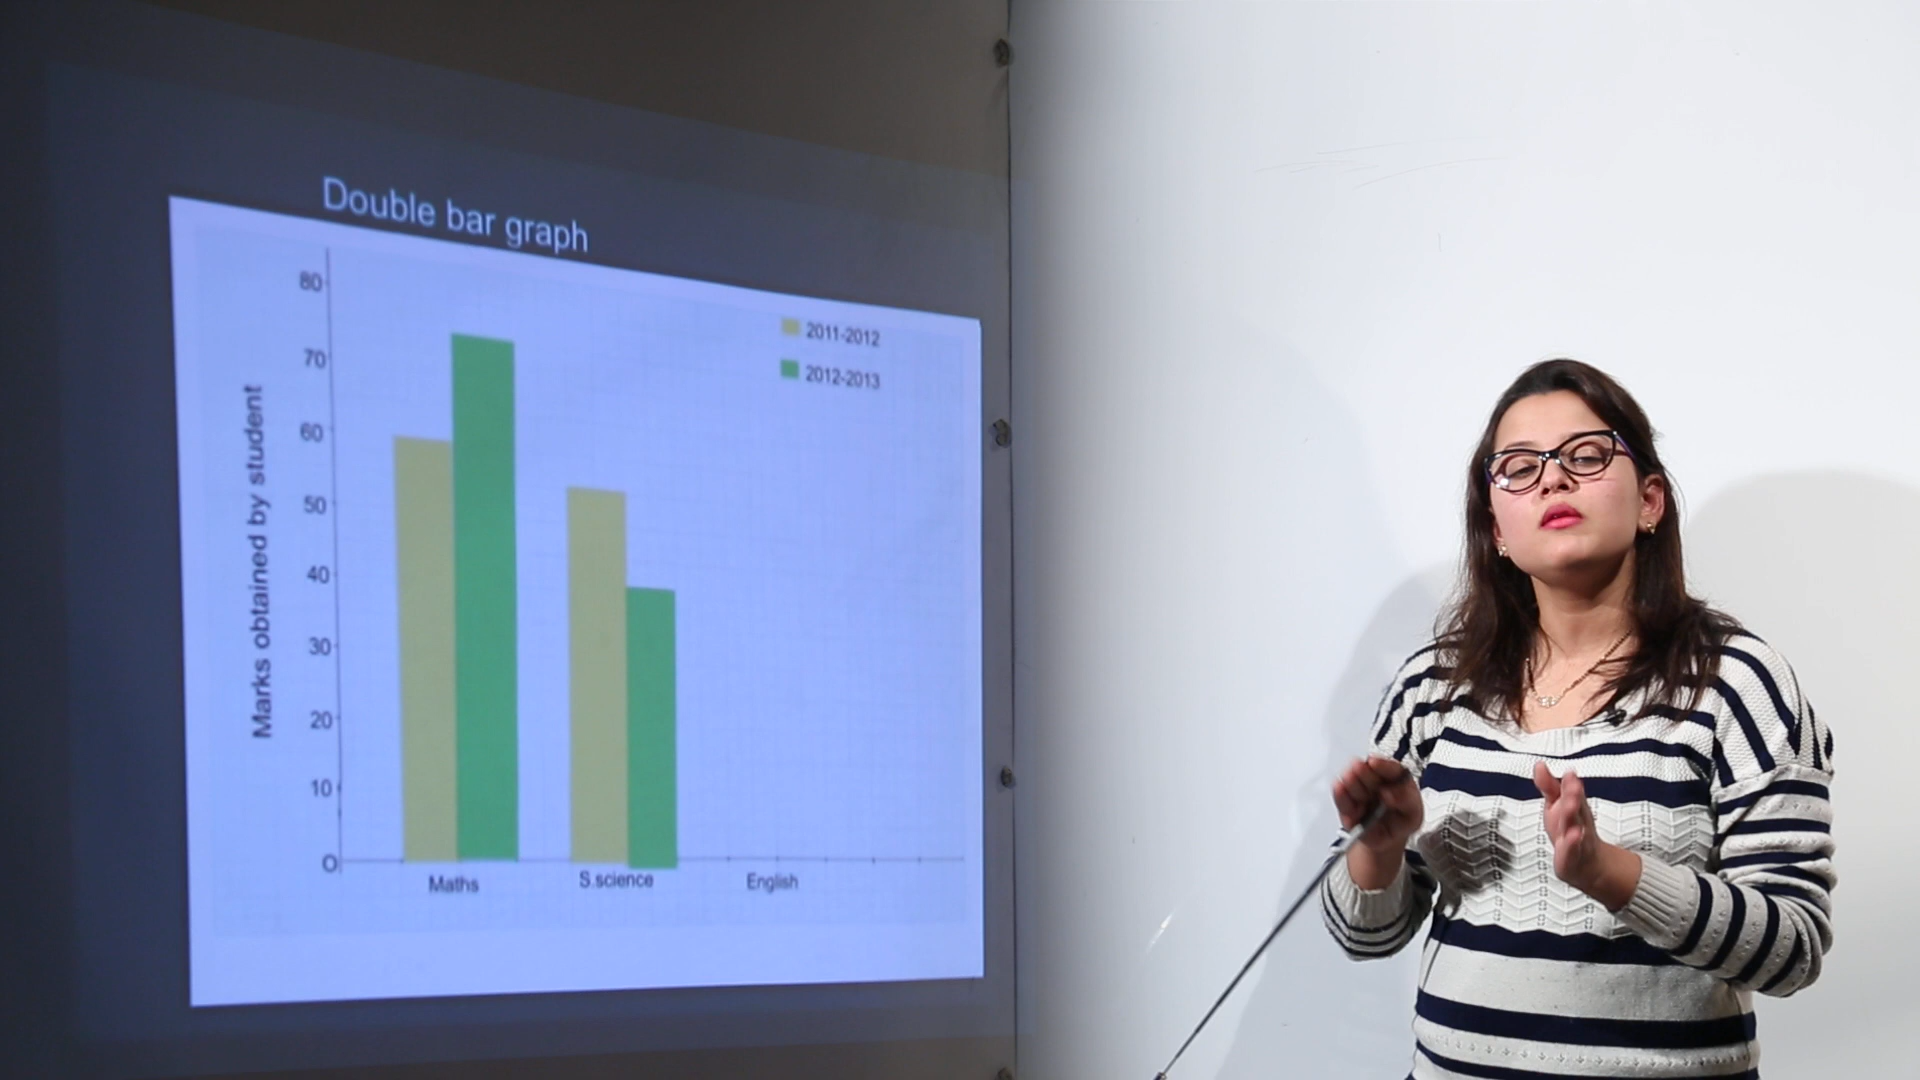 Double bar graph
Marks obtained by student
80
70
60
50
40
30
20
10
O
2011-2012
2012-2013
Maths
S.science
English